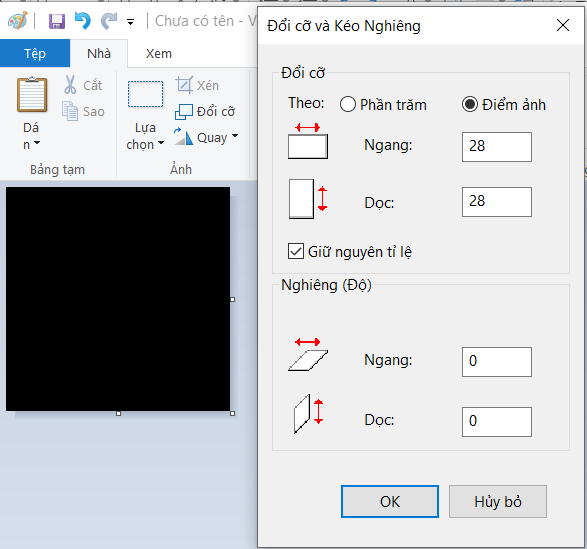 Chưa có tên - V
Tệp
Nhà
Xem
Dá
n
Cắt
Sao
Bảng tạm
Lựa
chọn
Xén
Đổi cỡ
Quay
Ảnh
Đổi cỡ và Kéo Nghiêng
Đổi cỡ
Theo: Phần trăm Điểm ảnh
Ngang: 28
Dọc: 28
Giữ nguyên tỉ lệ
Nghiêng (Độ)
Ngang: 0
Dọc: 0
OK Hủy bỏ